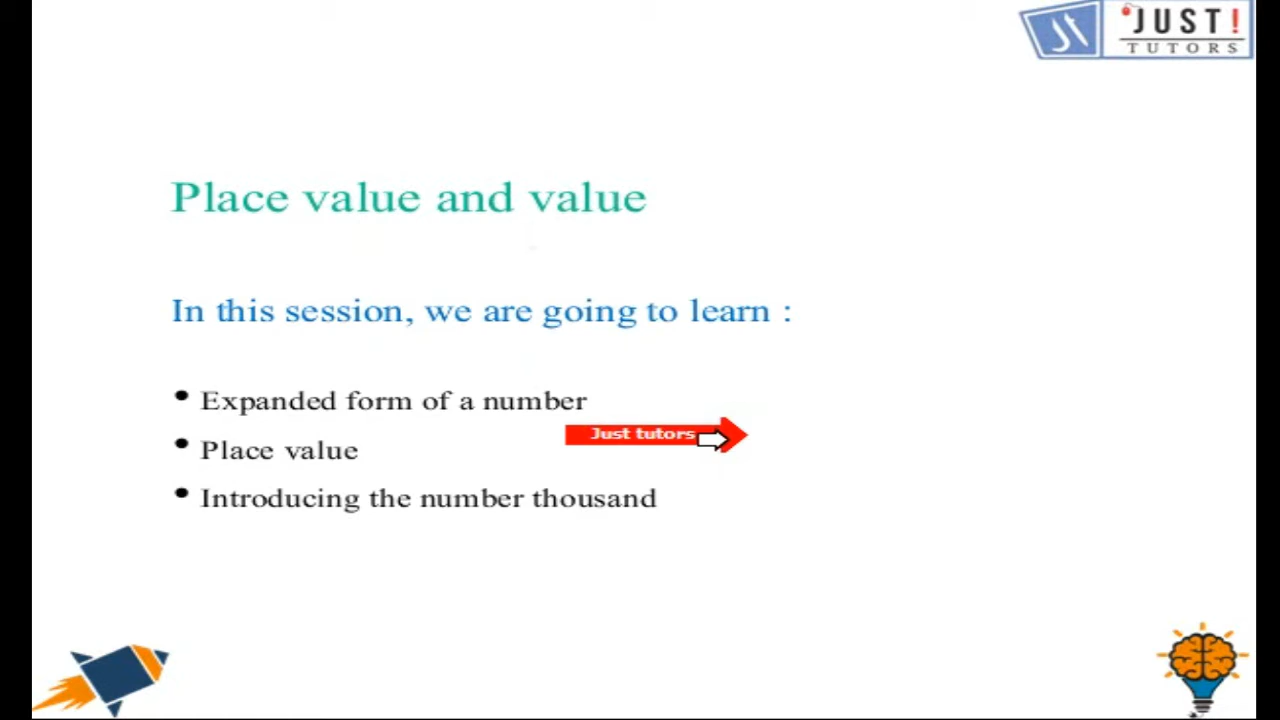 JUST!
TUTORS
Place value and value
In this session, we are going to learn :
• Expanded form of a number
Just tutors
• Place value
• Introducing the number thousand